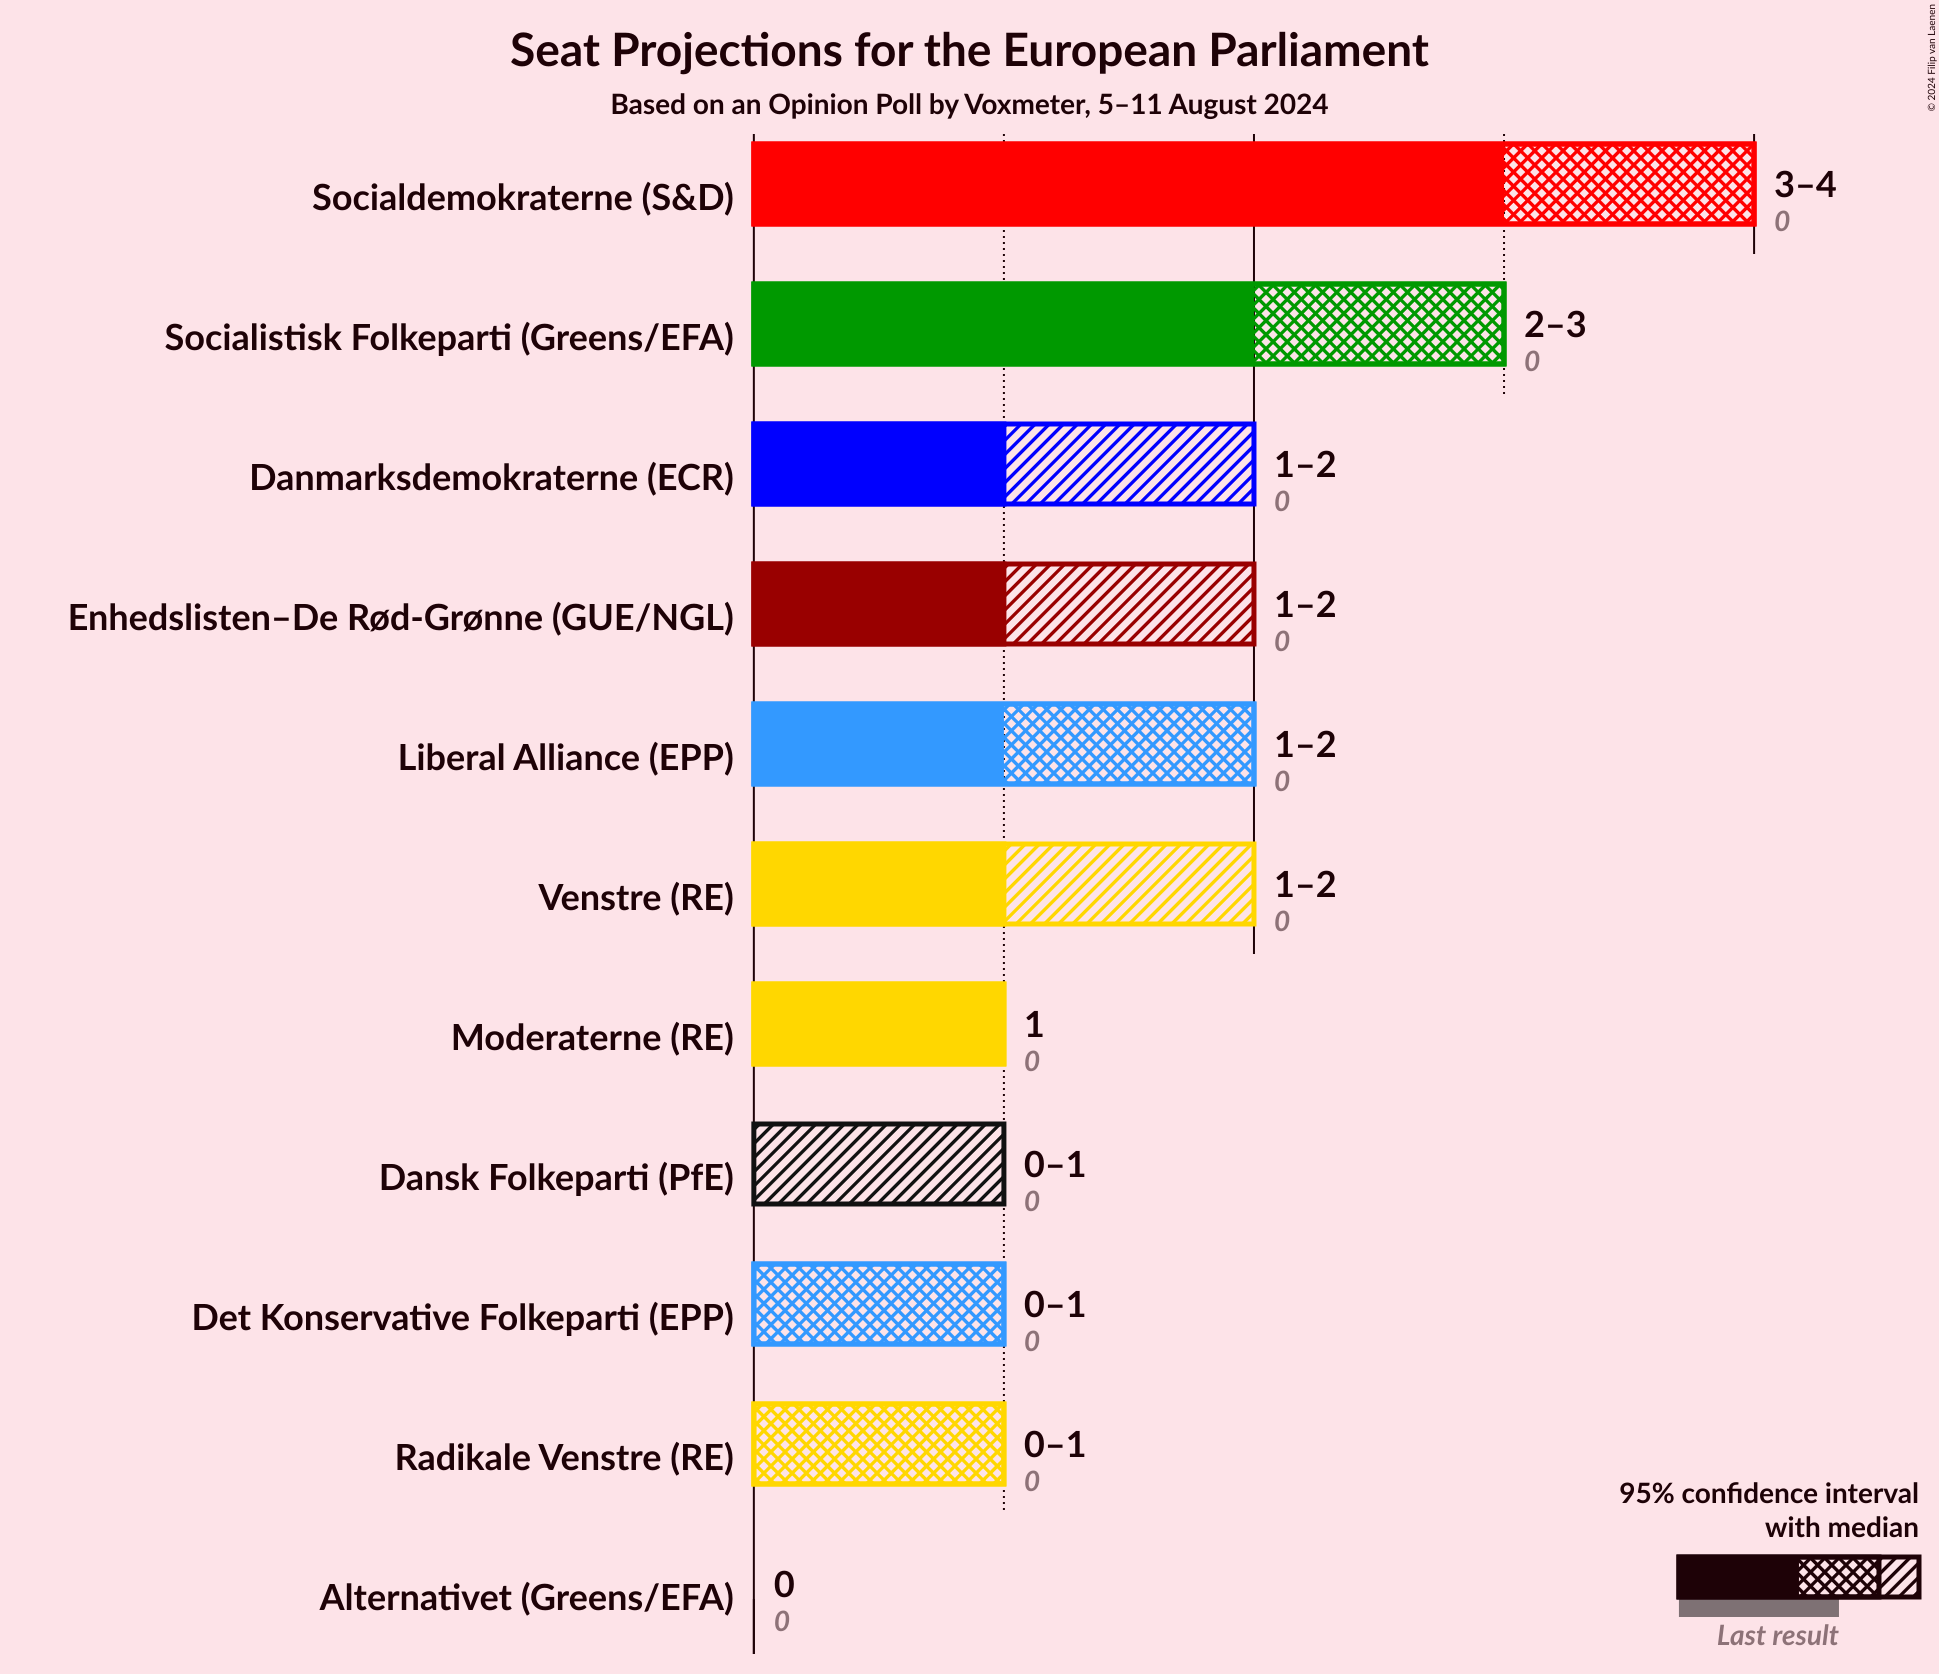 Seat Projections for the European Parliament
Based on an Opinion Poll by Voxmeter, 5–11 August 2024
© 2024 Filip van Laenen
Socialdemokraterne (S&D)
3–4
0
Socialistisk Folkeparti (Greens/EFA)
2–3
0
Danmarksdemokraterne (ECR)
1–2
0
Enhedslisten–De Rød-Grønne (GUE/NGL)
1–2
0
Liberal Alliance (EPP)
1–2
0
Venstre (RE)
1–2
0
Moderaterne (RE)
1
0
Dansk Folkeparti (PfE)
0–1
0
Det Konservative Folkeparti (EPP)
0–1
0
Radikale Venstre (RE)
0–1
0
Alternativet (Greens/EFA)
0
0
95% confidence interval
with median
Last result